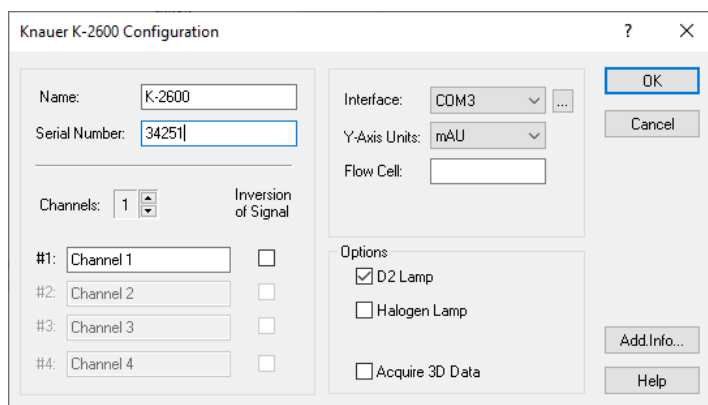 Knauer K-2600 Configuration
?
Name: K-2600
Serial Number: 34251
Channels: 1
Inversion
of Signal
#1: Channel 1
#2: Channel 2
#3: Channel 3
#4: Channel 4
Interface: COM3 ...
Y-Axis Units: mAU
Flow Cell:
Options
D2 Lamp
Halogen Lamp
Acquire 3D Data
OK
Cancel
Add.Info...
Help